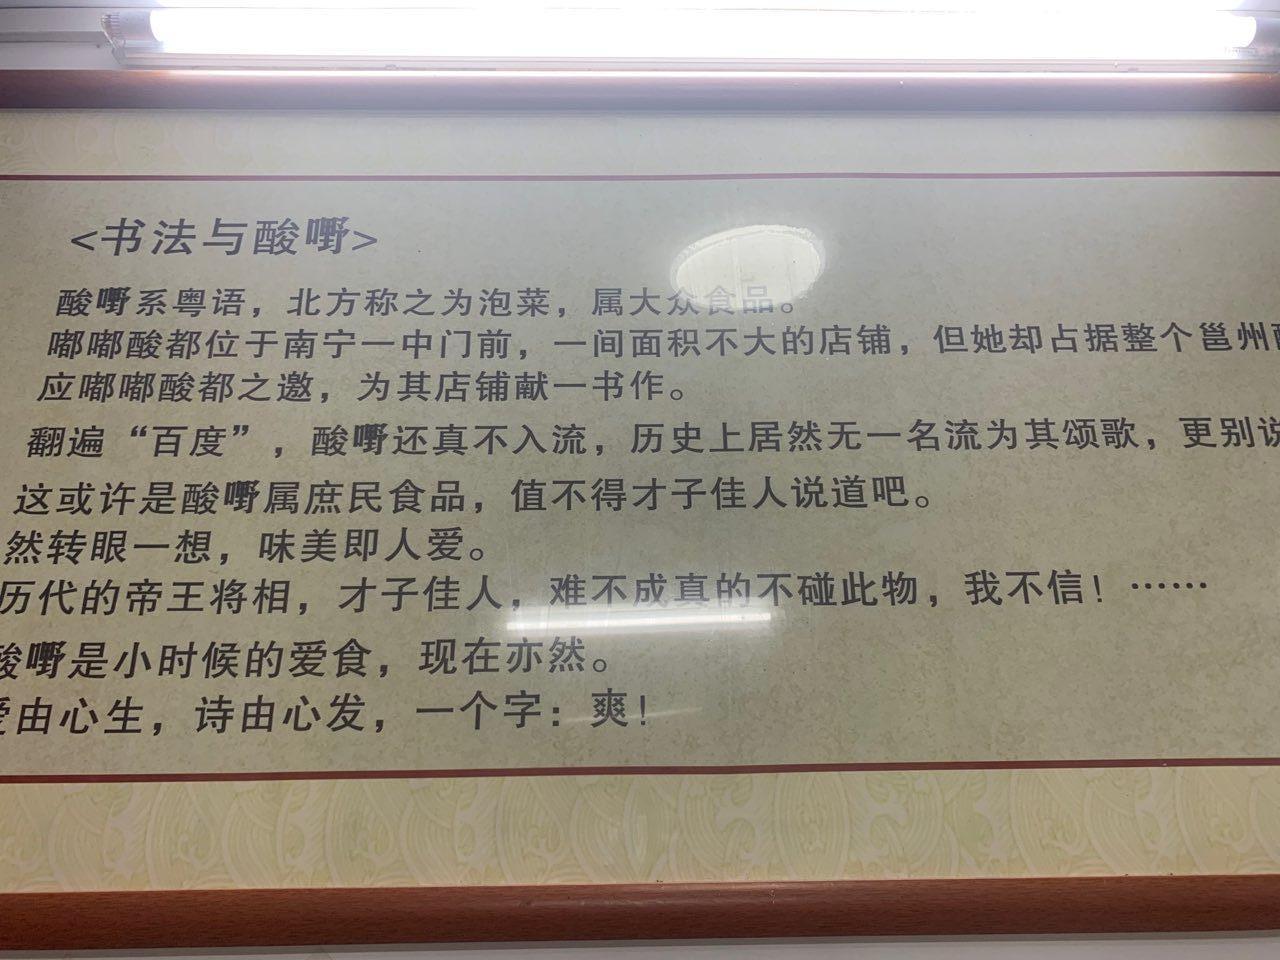 <书法与酸嘢>
酸嘢系粤语，北方称之为泡菜，属大众食品。
嘟嘟酸都位于南宁一中门前，一间面积不大的店铺，但她却占据整个邕州
应嘟嘟酸都之邀，为其店铺献一书作。
翻遍“百度”，酸嘢还真不入流，历史上居然无一名流为其颂歌，更别说
这或许是酸嘢属庶民食品，值不得才子佳人说道吧。
然转眼一想，味美即人爱。
历代的帝王将相，才子佳人，难不成真的不碰此物，我不信！……
酸嘢是小时候的爱食，现在亦然。
爱由心生，诗由心发，一个字：爽！